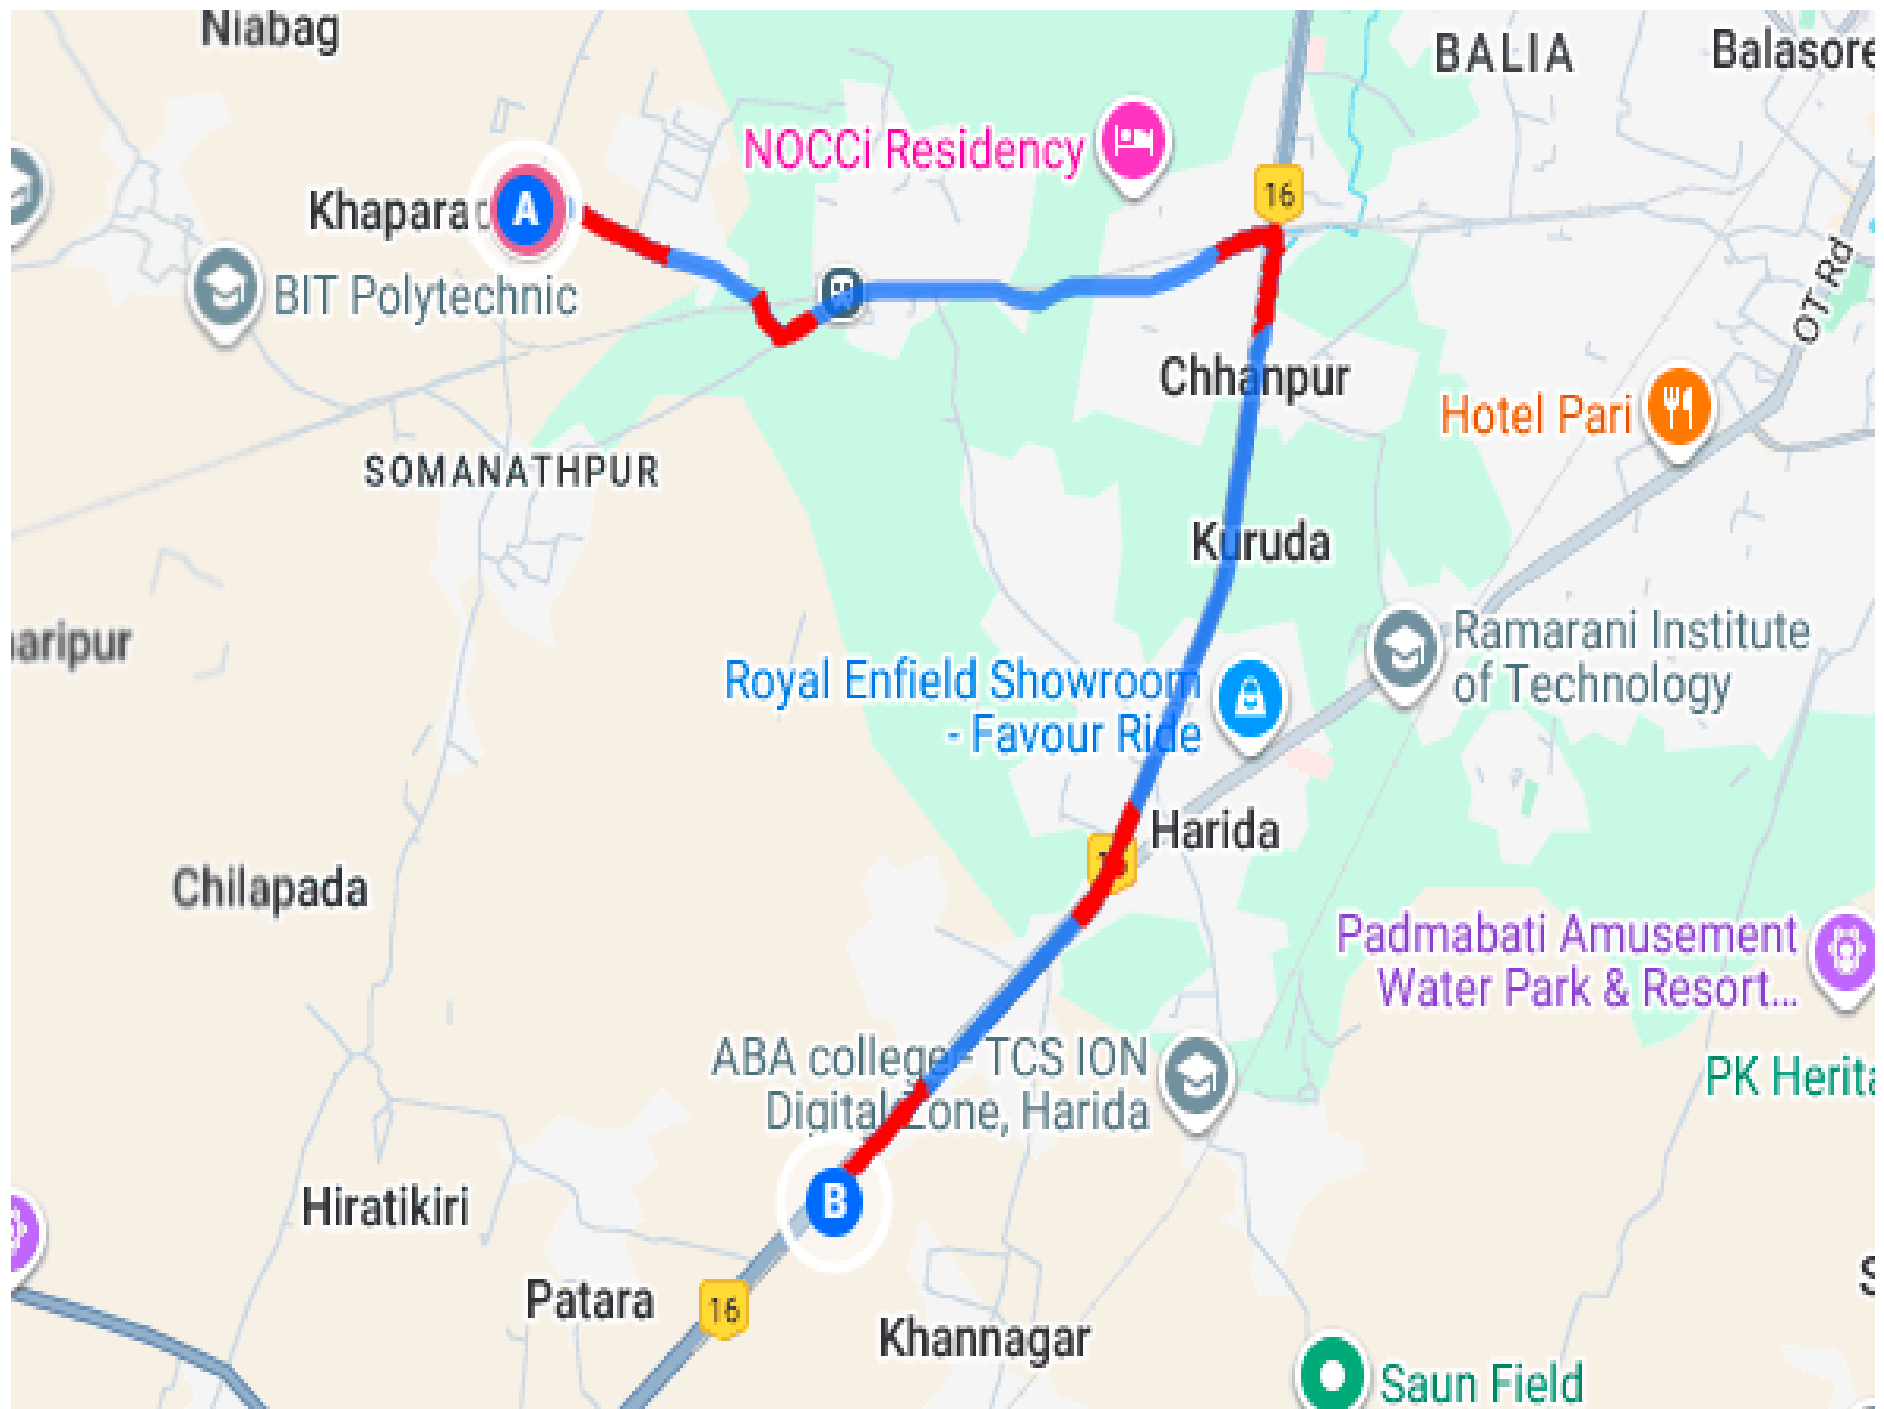 Niabag
BALIA
Balasore
NOCCi Residency
16
Khapara
A
BIT Polytechnic
OT Rd
Chhanpur
Hotel Pari
SOMANATHPUR
Kuruda
aripur
Ramarani Institute
of Technology
Royal Enfield Showroom
- Favour Ride
Harida
Chilapada
Padmabati Amusement
Water Park & Resort...
ABA college - TCS ION
Digital Zone, Harida
PK Herita
B
Hiratikiri
Patara
16
Khannagar
S
Saun Field